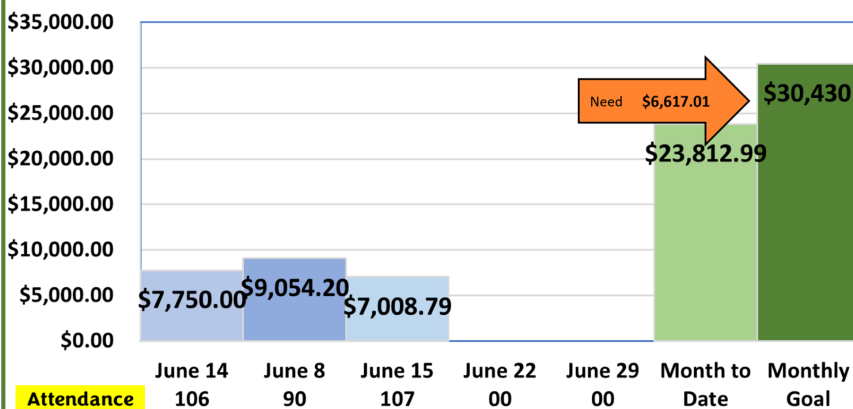 $35,000.00
$30,000.00
$25,000.00
$20,000.00
$15,000.00
$10,000.00
$5,000.00
$0.00
Need $6,617.01
$30,430
$23,812.99
$7,750.00 $9,054.20 $7,008.79
June 14 June 8 June 15 June 22 June 29 Month to Monthly
Attendance 106 90 107 00 00 Date Goal